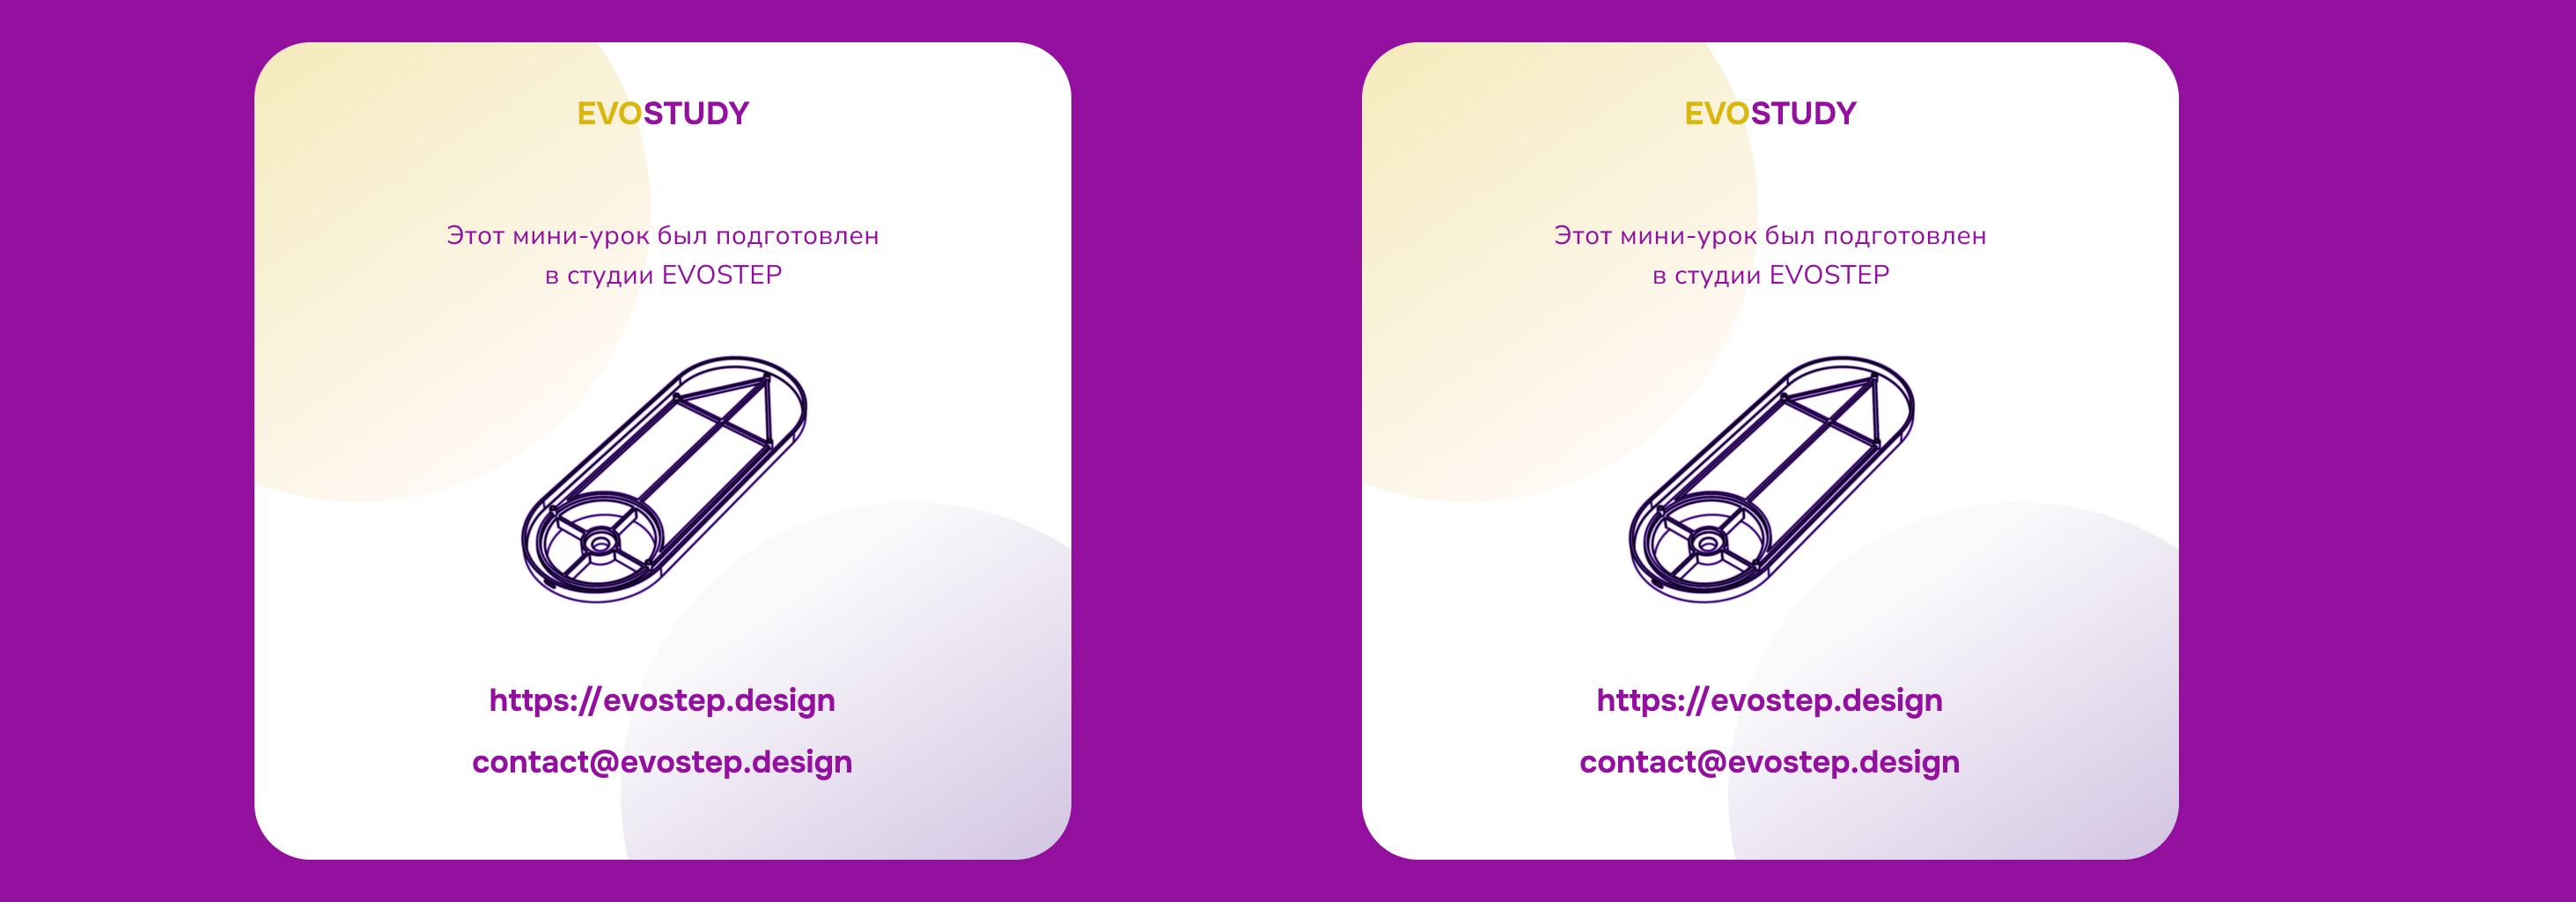 EVOSTUDY
Этот мини-урок был подготовлен
в студии EVOSTEP
https://evostep.design
contact@evostep.design
EVOSTUDY
Этот мини-урок был подготовлен
в студии EVOSTEP
https://evostep.design
contact@evostep.design